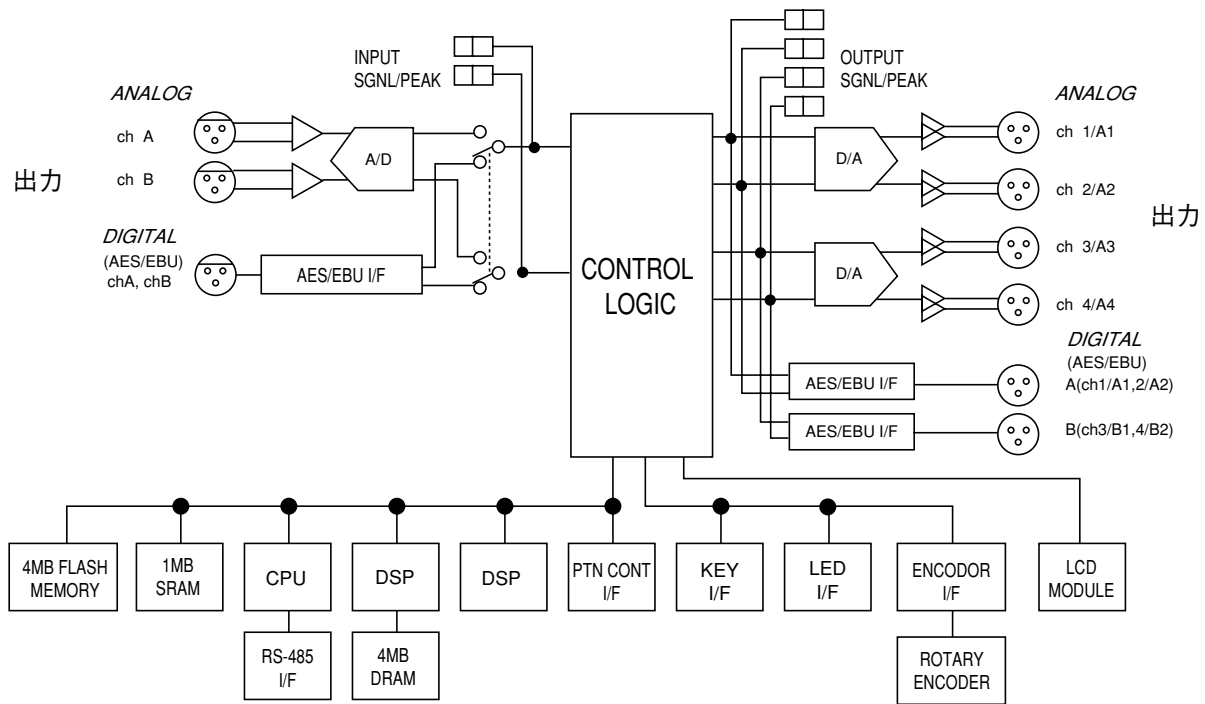 INPUT
SGNL/PEAK
OUTPUT
SGNL/PEAK
ANALOG
ch A
ch B
出力
DIGITAL
(AES/EBU)
chA, chB
A/D
AES/EBU I/F
CONTROL
LOGIC
D/A
D/A
AES/EBU I/F
AES/EBU I/F
ANALOG
ch 1/A1
ch 2/A2
出力
ch 3/A3
ch 4/A4
DIGITAL
(AES/EBU)
A(ch1/A1,2/A2)
B(ch3/B1,4/B2)
4MB FLASH
MEMORY
1MB
SRAM
CPU
DSP
DSP
PTN CONT
I/F
KEY
I/F
LED
I/F
ENCODOR
I/F
LCD
MODULE
RS-485
I/F
4MB
DRAM
ROTARY
ENCODER